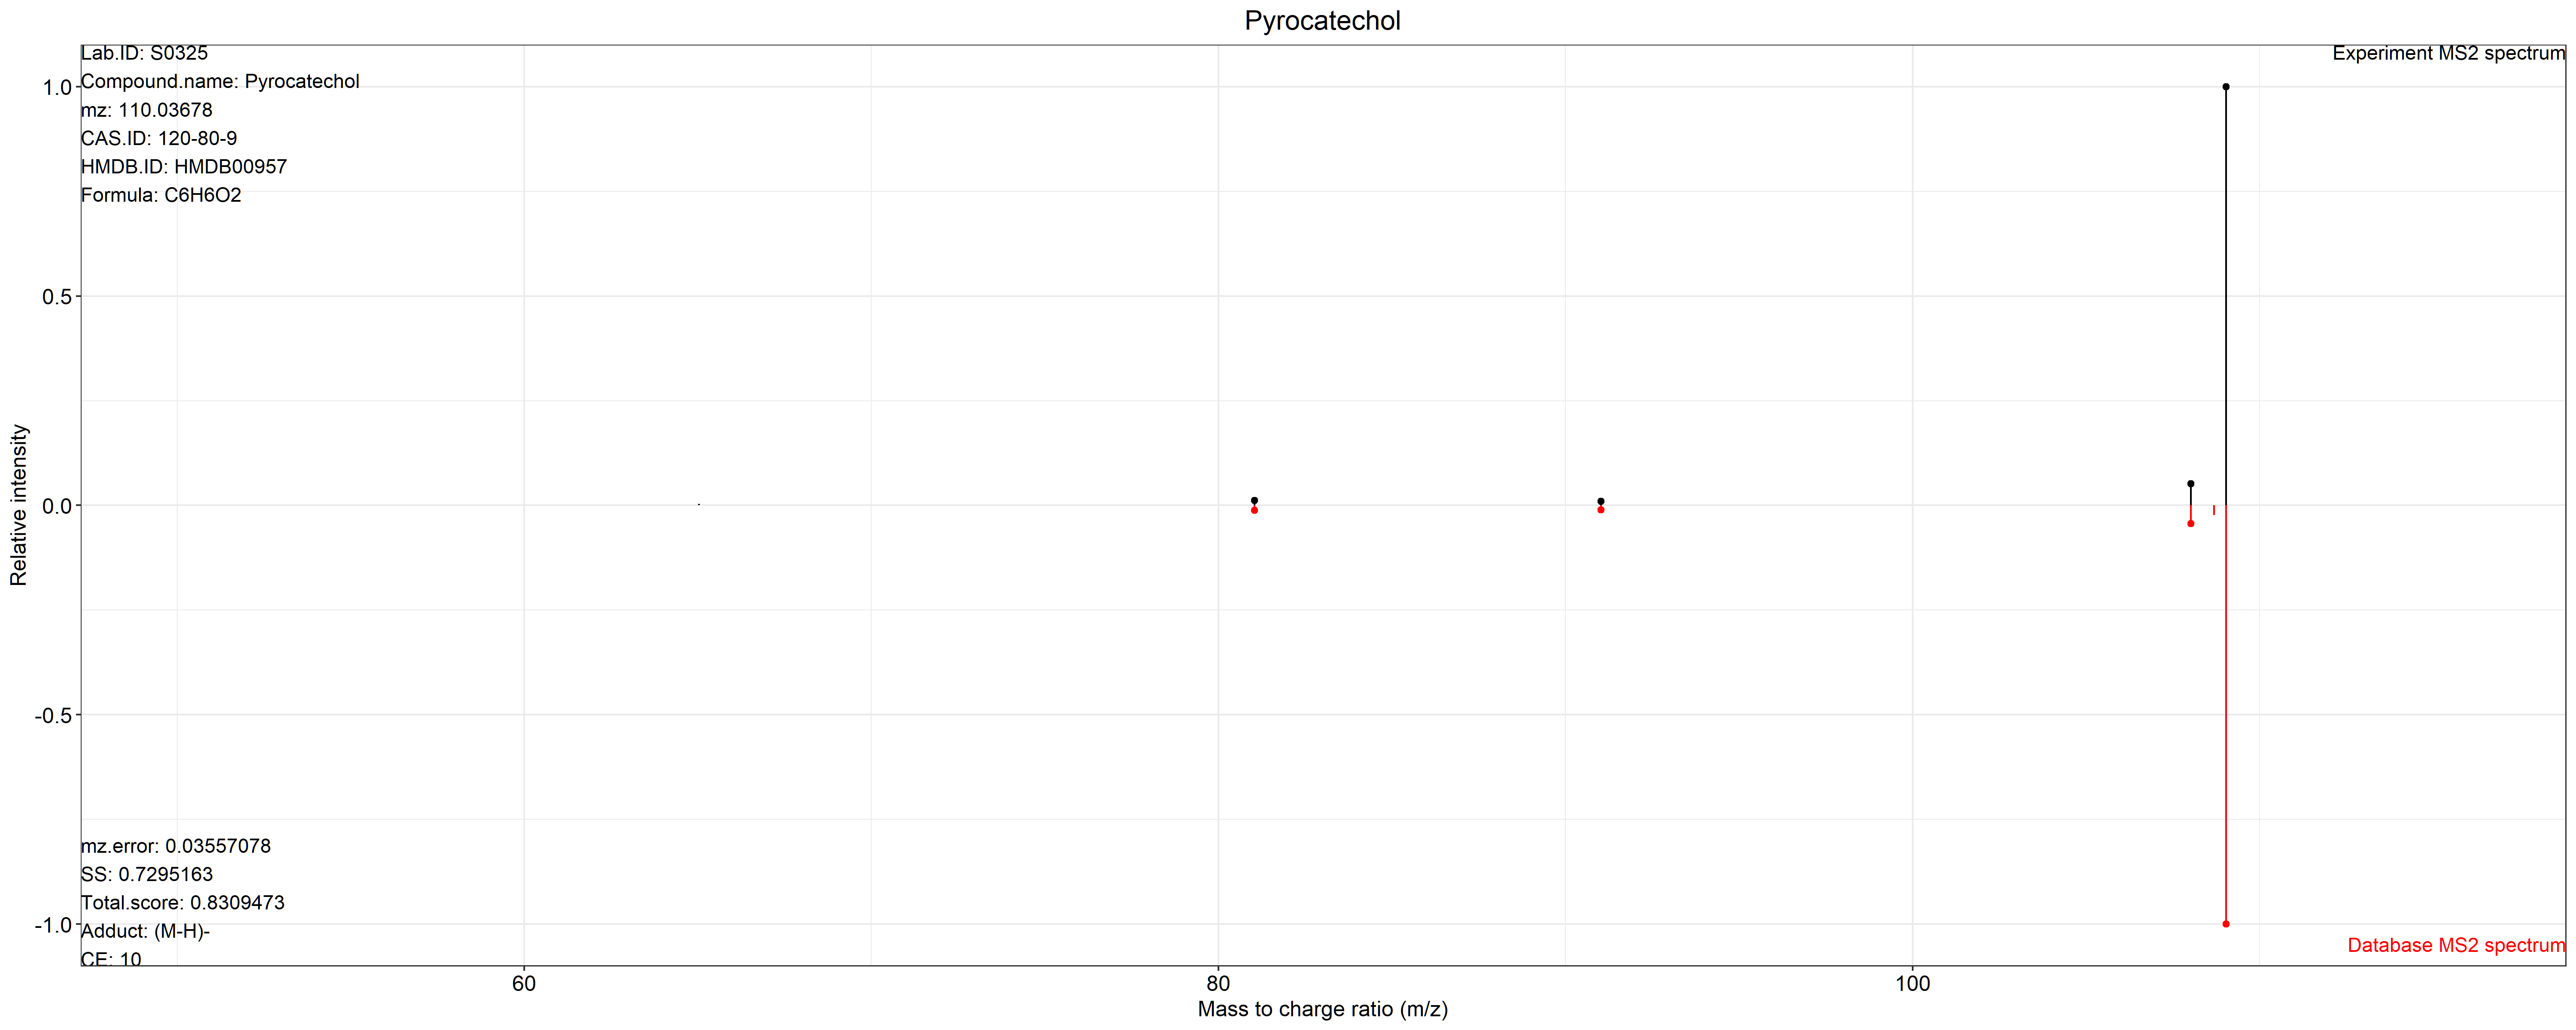 Pyrocatechol
Lab.ID: S0325
Compound.name: Pyrocatechol
mz: 110.03678
CAS.ID: 120-80-9
HMDB.ID: HMDB00957
Formula: C6H6O2
Experiment MS2 spectrum
1.0
0.5
0.0
-0.5
-1.0
Relative intensity
mz.error: 0.03557078
SS: 0.7295163
Total.score: 0.8309473
Adduct: (M-H)-
CE: 10
Database MS2 spectrum
60
80
100
Mass to charge ratio (m/z)